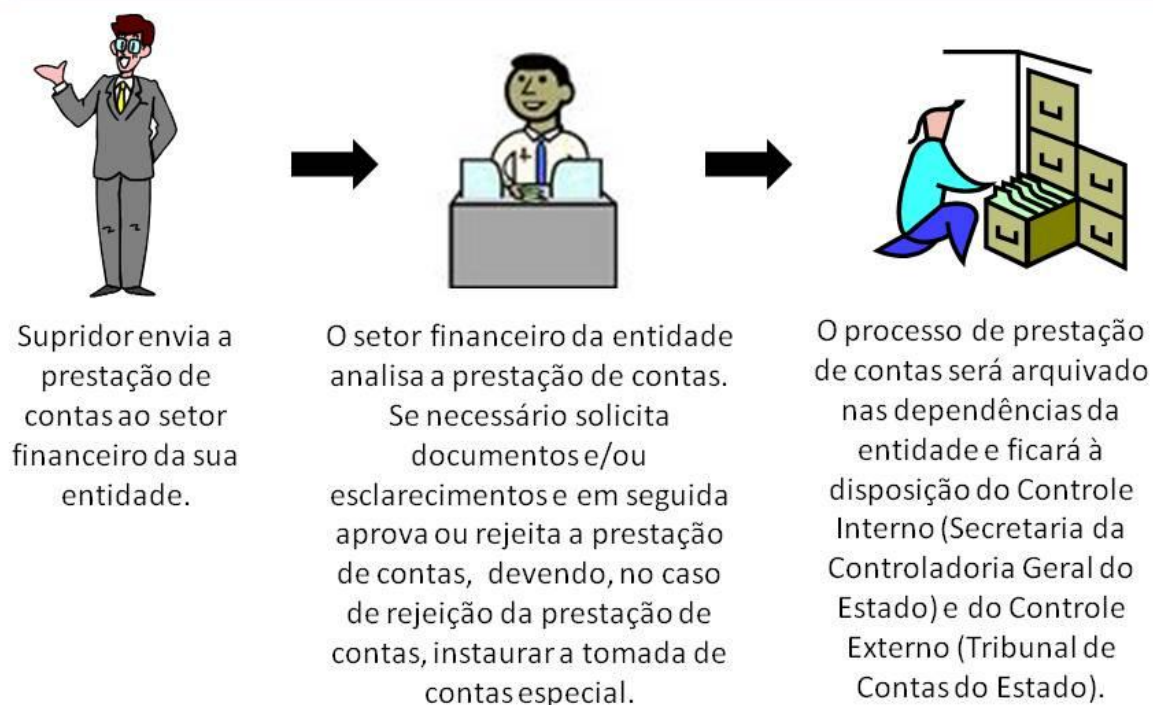 Supridor envia a
prestação de
contas ao setor
financeiro da sua
entidade.
O setor financeiro da entidade
analisa a prestação de contas.
Se necessário solicita
documentos e/ou
esclarecimentos e em seguida
aprova ou rejeita a prestação
de contas, devendo, no caso
de rejeição da prestação de
contas, instaurar a tomada de
contas especial.
O processo de prestação
de contas será arquivado
nas dependências da
entidade e ficará à
disposição do Controle
Interno (Secretaria da
Controladoria Geral do
Estado) e do Controle
Externo (Tribunal de
Contas do Estado).